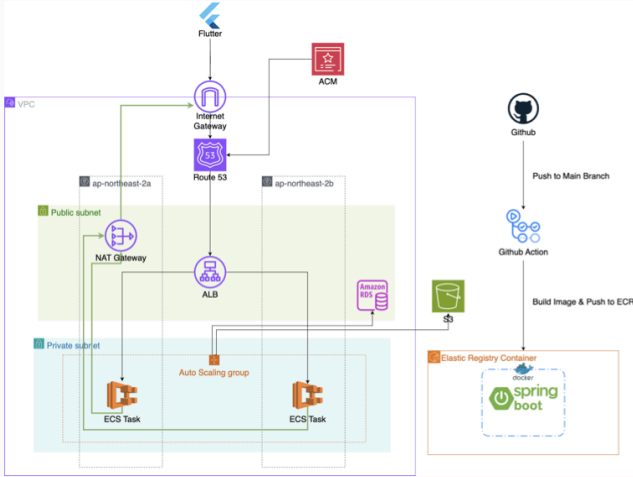 Flutter
ACM
VPC
Internet
Gateway
53
Route 53
ap-northeast-2a
ap-northeast-2b
Public subnet
NAT Gateway
ALB
Amazon
RDS
S3
Private subnet
Auto Scaling group
ECS Task
ECS Task
Github
Push to Main Branch
Github Action
Build Image & Push to ECR
Elastic Registry Container
docker
spring
boot